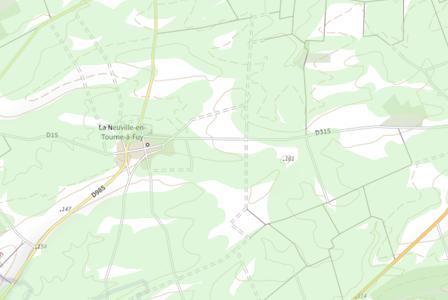 La Neuville-en-
Tourne-à-Fuy
D15
D315
.181
D985
.147